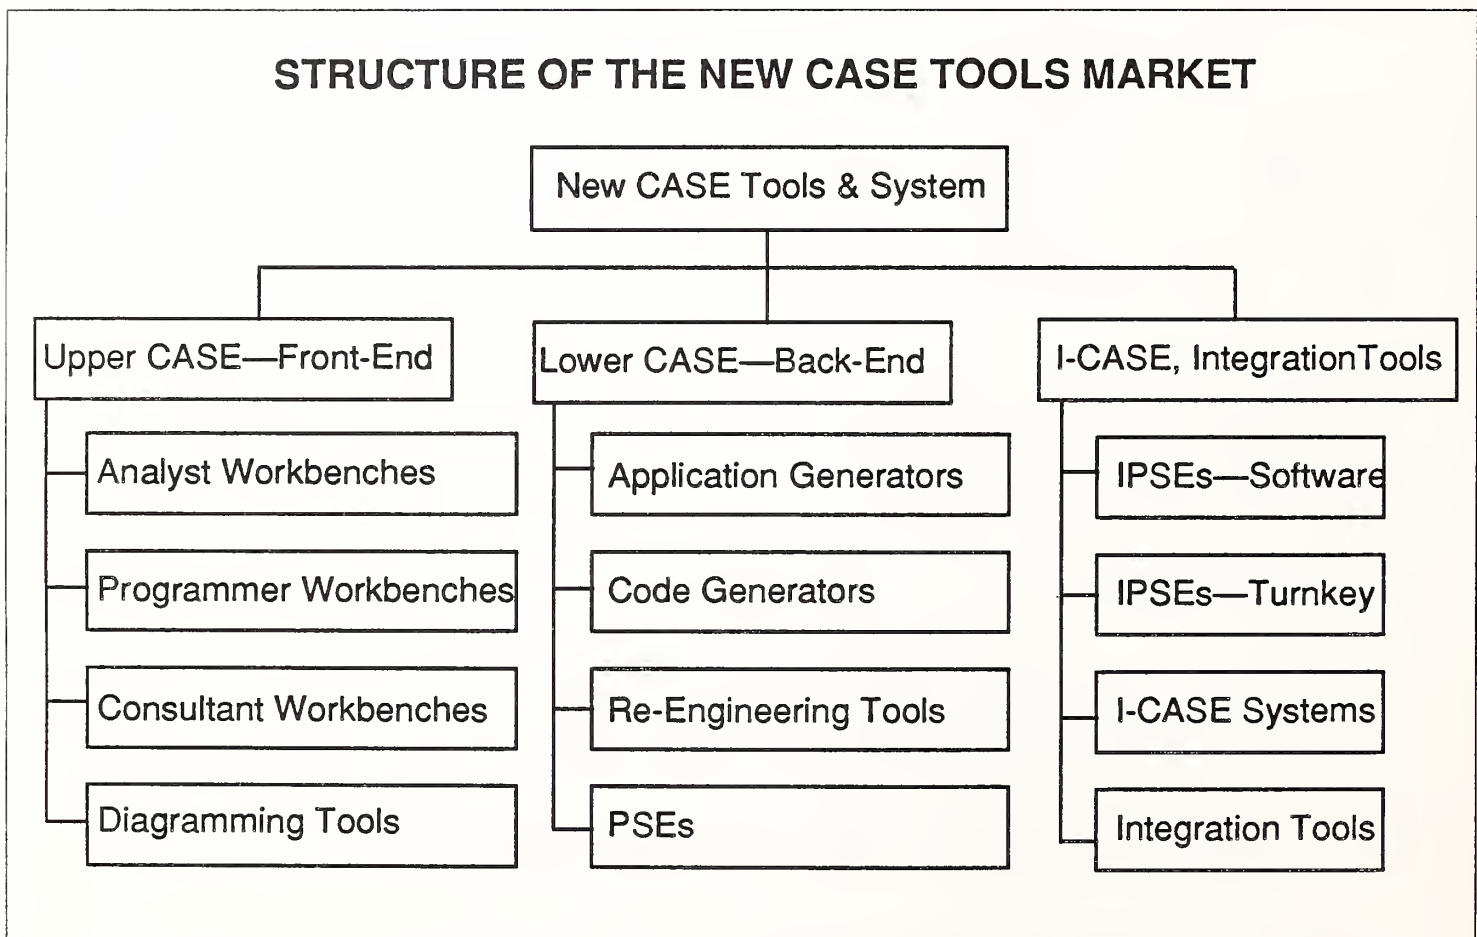 STRUCTURE OF THE NEW CASE TOOLS MARKET
New CASE Tools & System
Upper CASE—Front-End
Analyst Workbenches
Programmer Workbenches
Consultant Workbenches
Diagramming Tools
Lower CASE—Back-End
Application Generators
Code Generators
Re-Engineering Tools
PSEs
I-CASE, IntegrationTools
IPSEs—Software
IPSEs—Turnkey
I-CASE Systems
Integration Tools